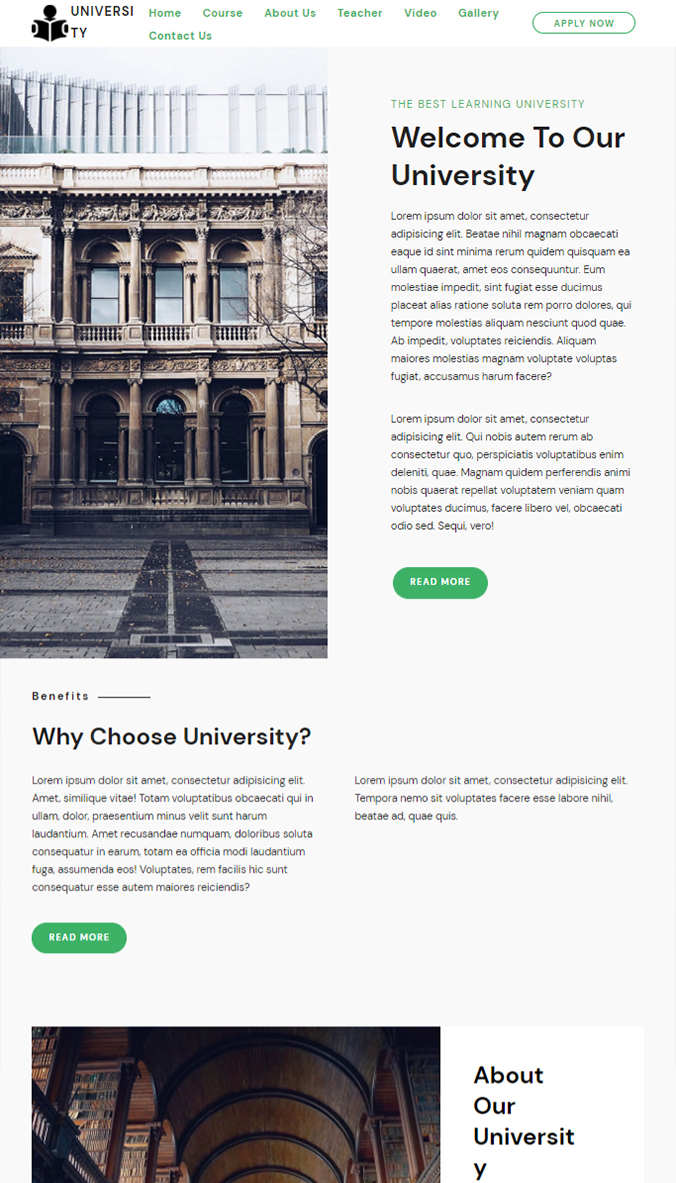 UNIVERSI
TY
Home Course About Us Teacher Video Gallery
Contact Us
APPLY NOW
THE BEST LEARNING UNIVERSITY
Welcome To Our
University
Lorem ipsum dolor sit amet, consectetur
adipisicing elit. Beatae nihil magnam obcaecati
eaque id sint minima rerum quidem quisquam ea
ullam quaerat, amet eos consequuntur. Eum
molestiae impedit, sint fugiat esse ducimus
placeat alias ratione soluta rem porro dolores, qui
tempore molestias aliquam nesciunt quod quae.
Ab impedit, voluptates reiciendis. Aliquam
maiores molestias magnam voluptate voluptas
fugiat, accusamus harum facere?
Lorem ipsum dolor sit amet, consectetur
adipisicing elit. Qui nobis autem rerum ab
consectetur quo, perspiciatis voluptatibus enim
deleniti, quae. Magnam quidem perferendis animi
nobis quaerat repellat voluptatem veniam quam
voluptates ducimus, facere libero vel, obcaecati
odio sed. Sequi, vero!
READ MORE
Benefits
Why Choose University?
Lorem ipsum dolor sit amet, consectetur adipisicing elit.
Amet, similique vitae! Totam voluptatibus obcaecati qui in
ullam, dolor, praesentium minus velit sunt harum
laudantium. Amet recusandae numquam, doloribus soluta
consequatur in earum, totam ea officia modi laudantium
fuga, assumenda eos! Voluptates, rem facilis hic sunt
consequatur esse autem maiores reiciendis?
Lorem ipsum dolor sit amet, consectetur adipisicing elit.
Tempora nemo sit voluptates facere esse labore nihil,
beatae ad, quae quis.
READ MORE
About
Our
Universit
y